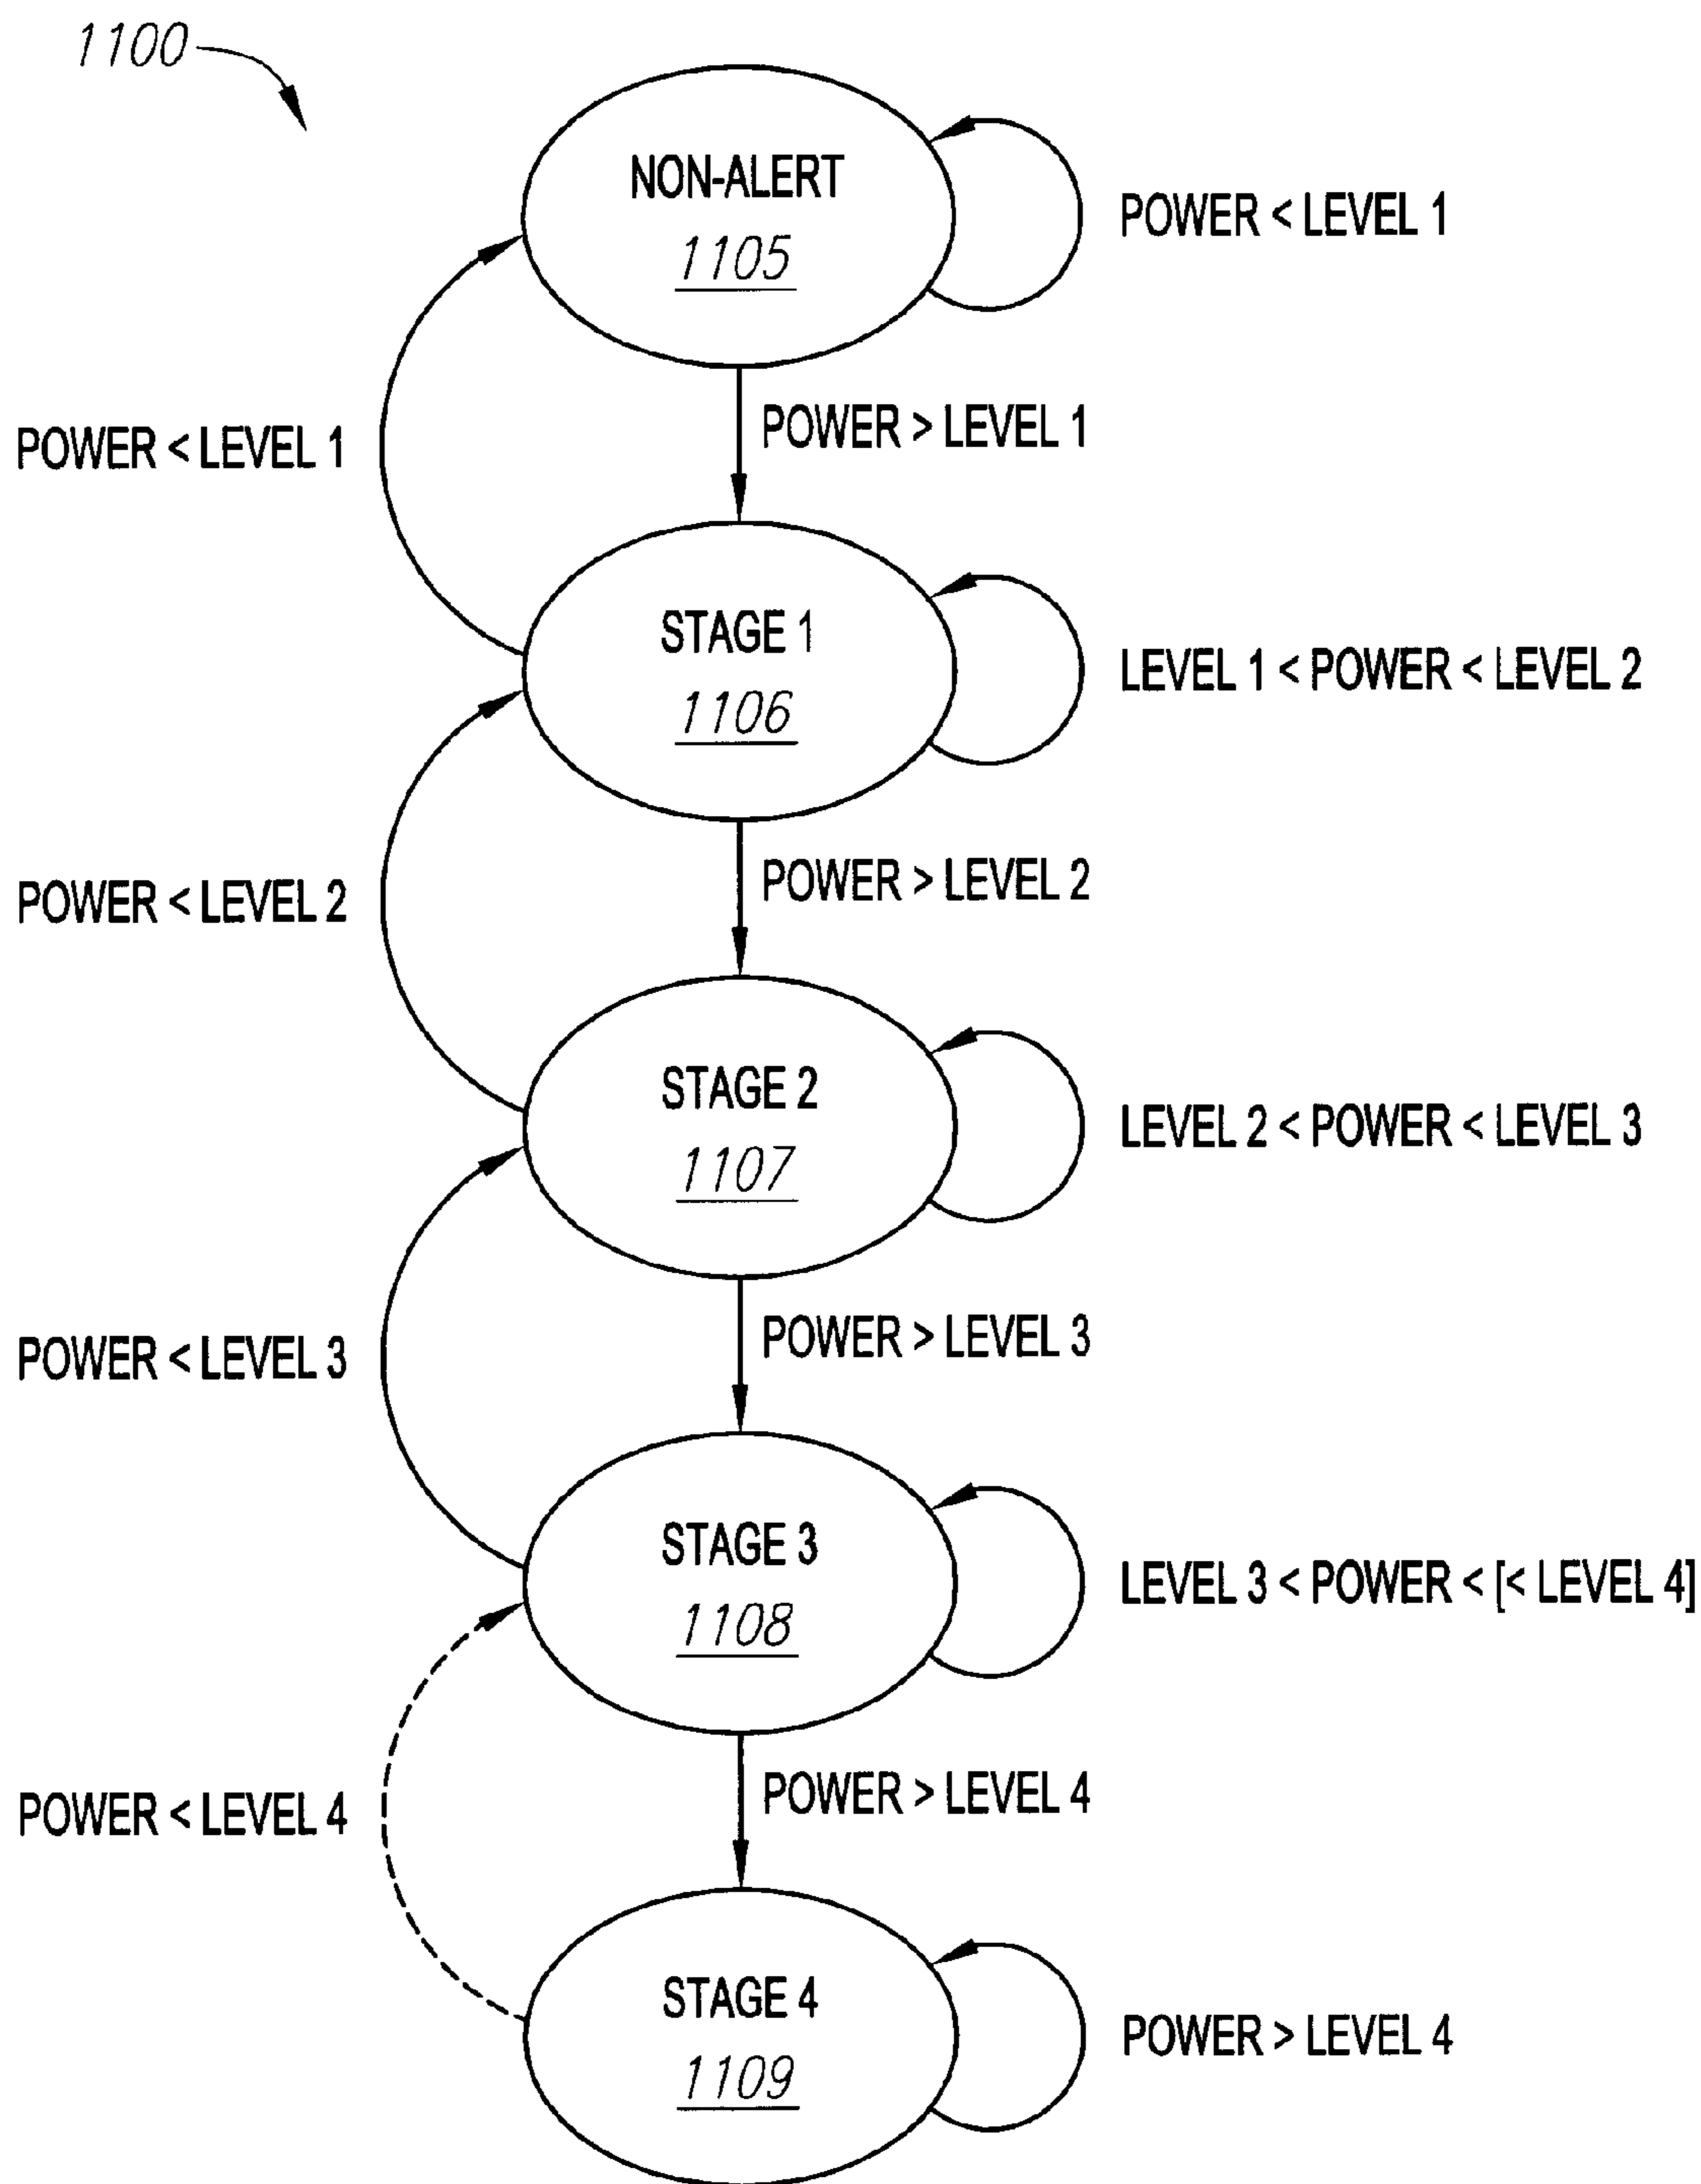 1100
NON-ALERT
1105
POWER < LEVEL 1
POWER < LEVEL 1
POWER > LEVEL 1
STAGE 1
1106
LEVEL 1 < POWER < LEVEL 2
POWER < LEVEL 2
POWER > LEVEL 2
STAGE 2
1107
LEVEL 2 < POWER < LEVEL 3
POWER < LEVEL 3
POWER > LEVEL 3
STAGE 3
1108
LEVEL 3 < POWER < [< LEVEL 4]
POWER < LEVEL 4
POWER > LEVEL 4
STAGE 4
1109
POWER > LEVEL 4